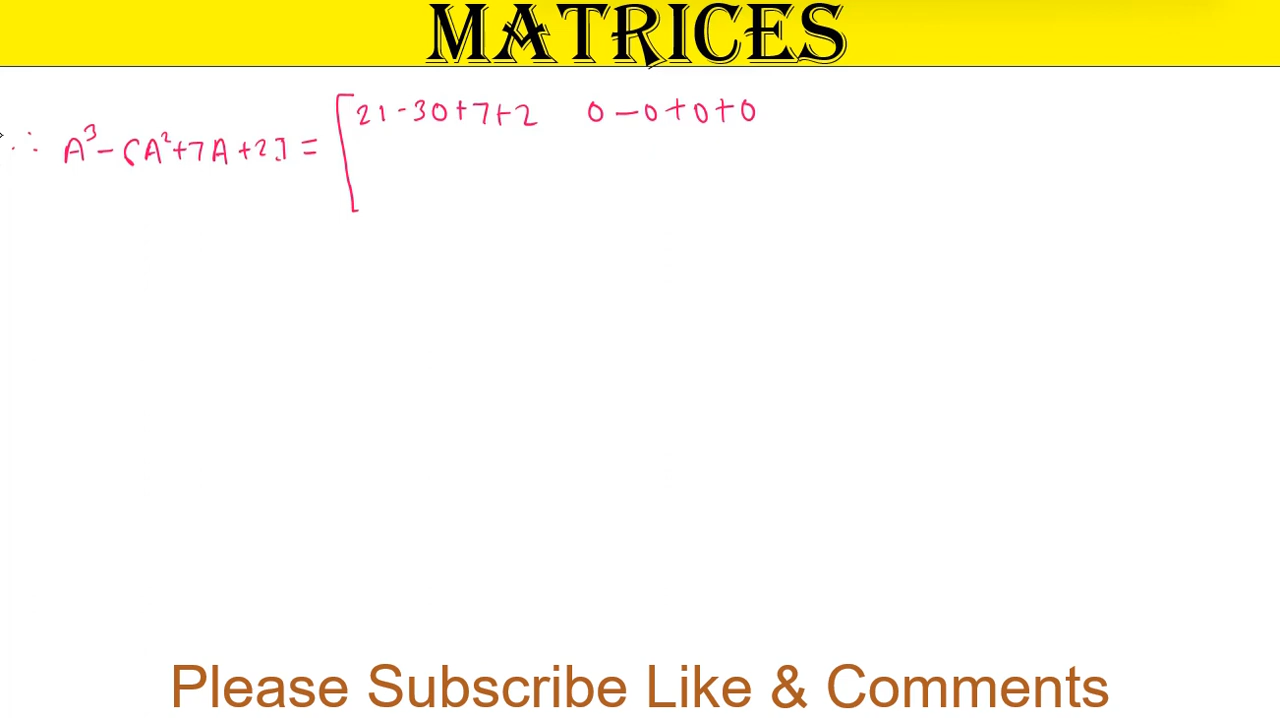 MATRICES
∴ A³ - 6A² + 7A + 2I = [ 21-30+7+2 0-0+0+0
Please Subscribe Like & Comments